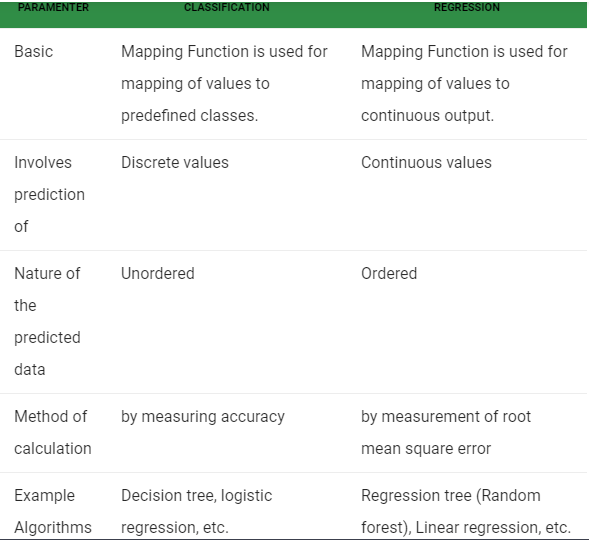 PARAMENTER CLASSIFICATION REGRESSION
Basic Mapping Function is used for Mapping Function is used for
mapping of values to mapping of values to
predefined classes. continuous output.
Involves Discrete values Continuous values
prediction
of
Nature of Unordered Ordered
the
predicted
data
Method of by measuring accuracy by measurement of root
calculation mean square error
Example Decision tree, logistic Regression tree (Random
Algorithms regression, etc. forest), Linear regression, etc.